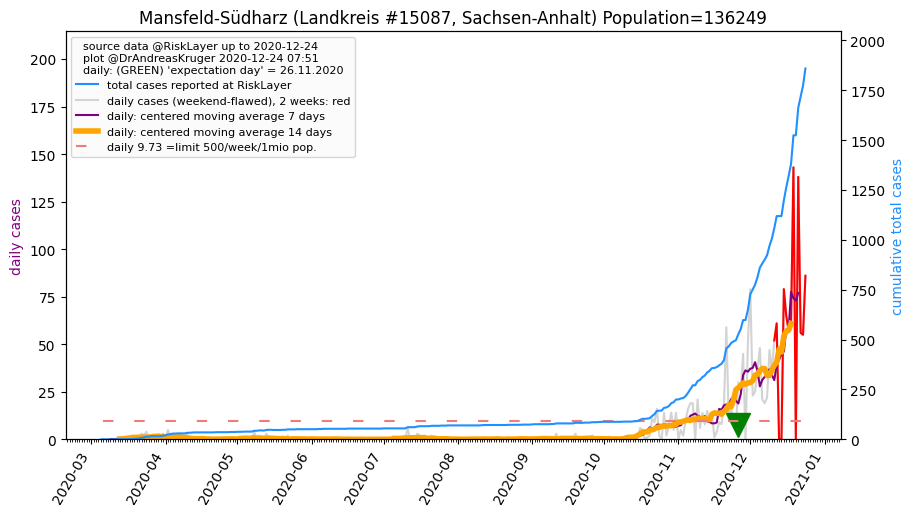 Mansfeld-Südharz (Landkreis #15087, Sachsen-Anhalt) Population=136249
source data @RiskLayer up to 2020-12-24
plot @DrAndreasKruger 2020-12-24 07:51
daily: (GREEN) 'expectation day' = 26.11.2020
total cases reported at RiskLayer
daily cases (weekend-flawed), 2 weeks: red
daily: centered moving average 7 days
daily: centered moving average 14 days
daily 9.73 =limit 500/week/1mio pop.
daily cases
200
175
150
125
100
75
50
25
0
cumulative total cases
2000
1750
1500
1250
1000
750
500
250
0
2020-03
2020-04
2020-05
2020-06
2020-07
2020-08
2020-09
2020-10
2020-11
2020-12
2021-01